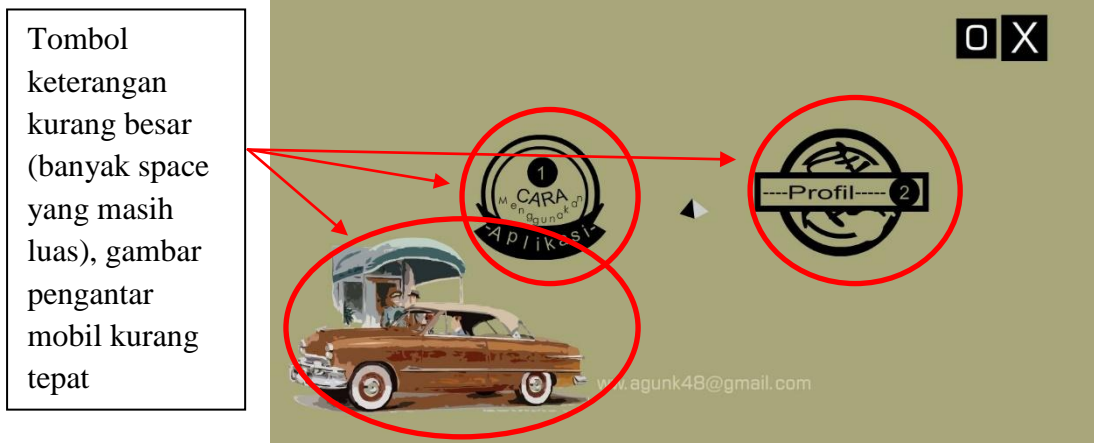 Tombol
keterangan
kurang besar
(banyak space
yang masih
luas), gambar
pengantar
mobil kurang
tepat
O X
1
CARA
Menggunakan
-Aplikasi-
----Profil----- 2
ww.agunk48@gmail.com